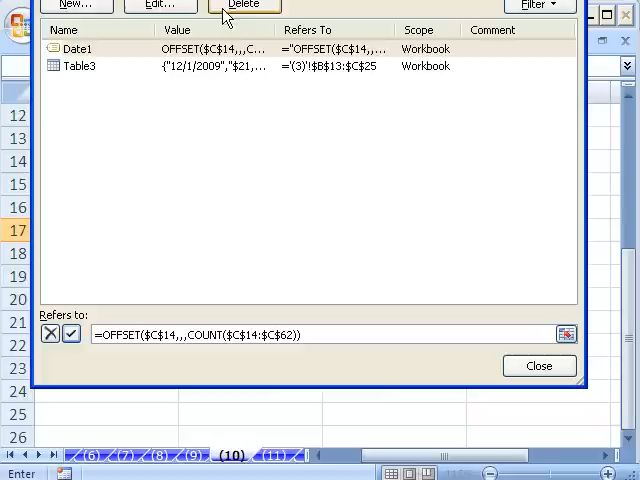 New... Edit... Delete Filter
Name Value Refers To Scope Comment
Date1 OFFSET($C$14,,,C... ="OFFSET($C$14,,,... Workbook
Table3 {"12/1/2009","$21,... ='(3)'!$B$13:$C$25 Workbook
12
13
14
15
16
17
18
19
20
21
Refers to:
=OFFSET($C$14,,,COUNT($C$14:$C$62))
22
23
Close
24
25
26
(6) (7) (8) (9) (10) (11)
Enter